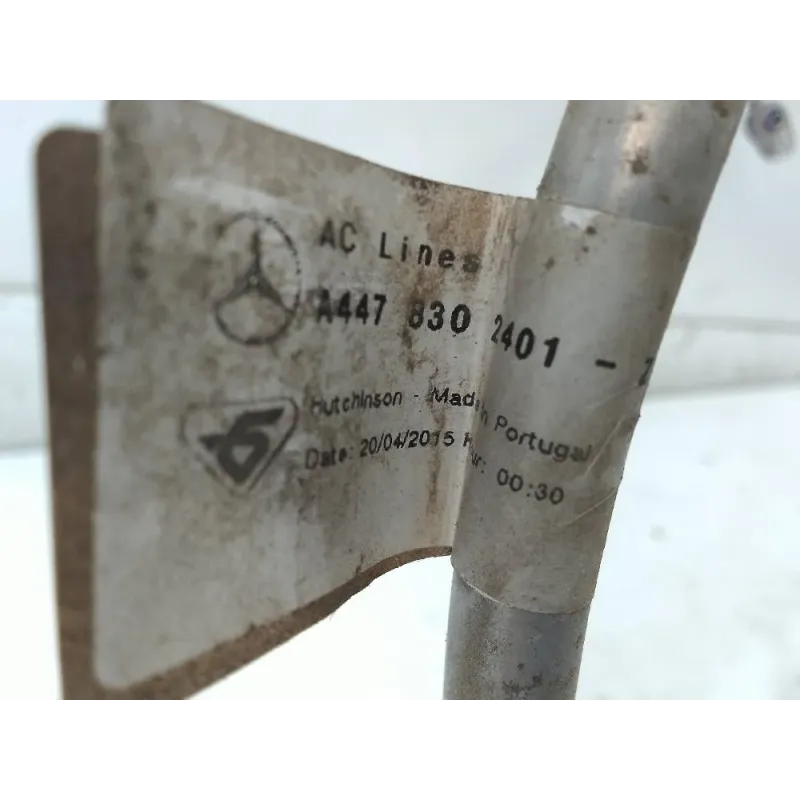 AC Lines
A447 830 2401 -
Hutchinson - Made in Portugal
Date: 20/04/2015 00:30